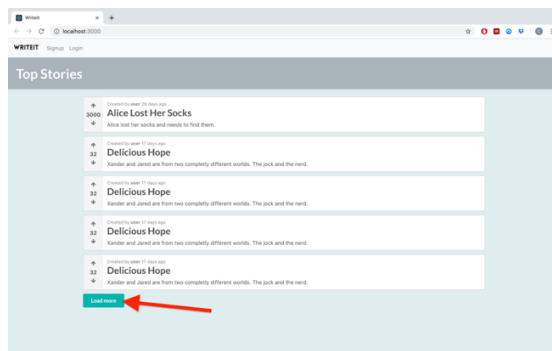 Writeit
localhost:3000
WRITEIT Signup Login
Top Stories
Created by user 28 days ago
3000
Alice Lost Her Socks
Alice lost her socks and needs to find them.
Created by user 17 days ago
32
Delicious Hope
Xander and Jared are from two completly different worlds. The jock and the nerd.
Created by user 17 days ago
32
Delicious Hope
Xander and Jared are from two completly different worlds. The jock and the nerd.
Created by user 17 days ago
32
Delicious Hope
Xander and Jared are from two completly different worlds. The jock and the nerd.
Created by user 17 days ago
32
Delicious Hope
Xander and Jared are from two completly different worlds. The jock and the nerd.
Load more